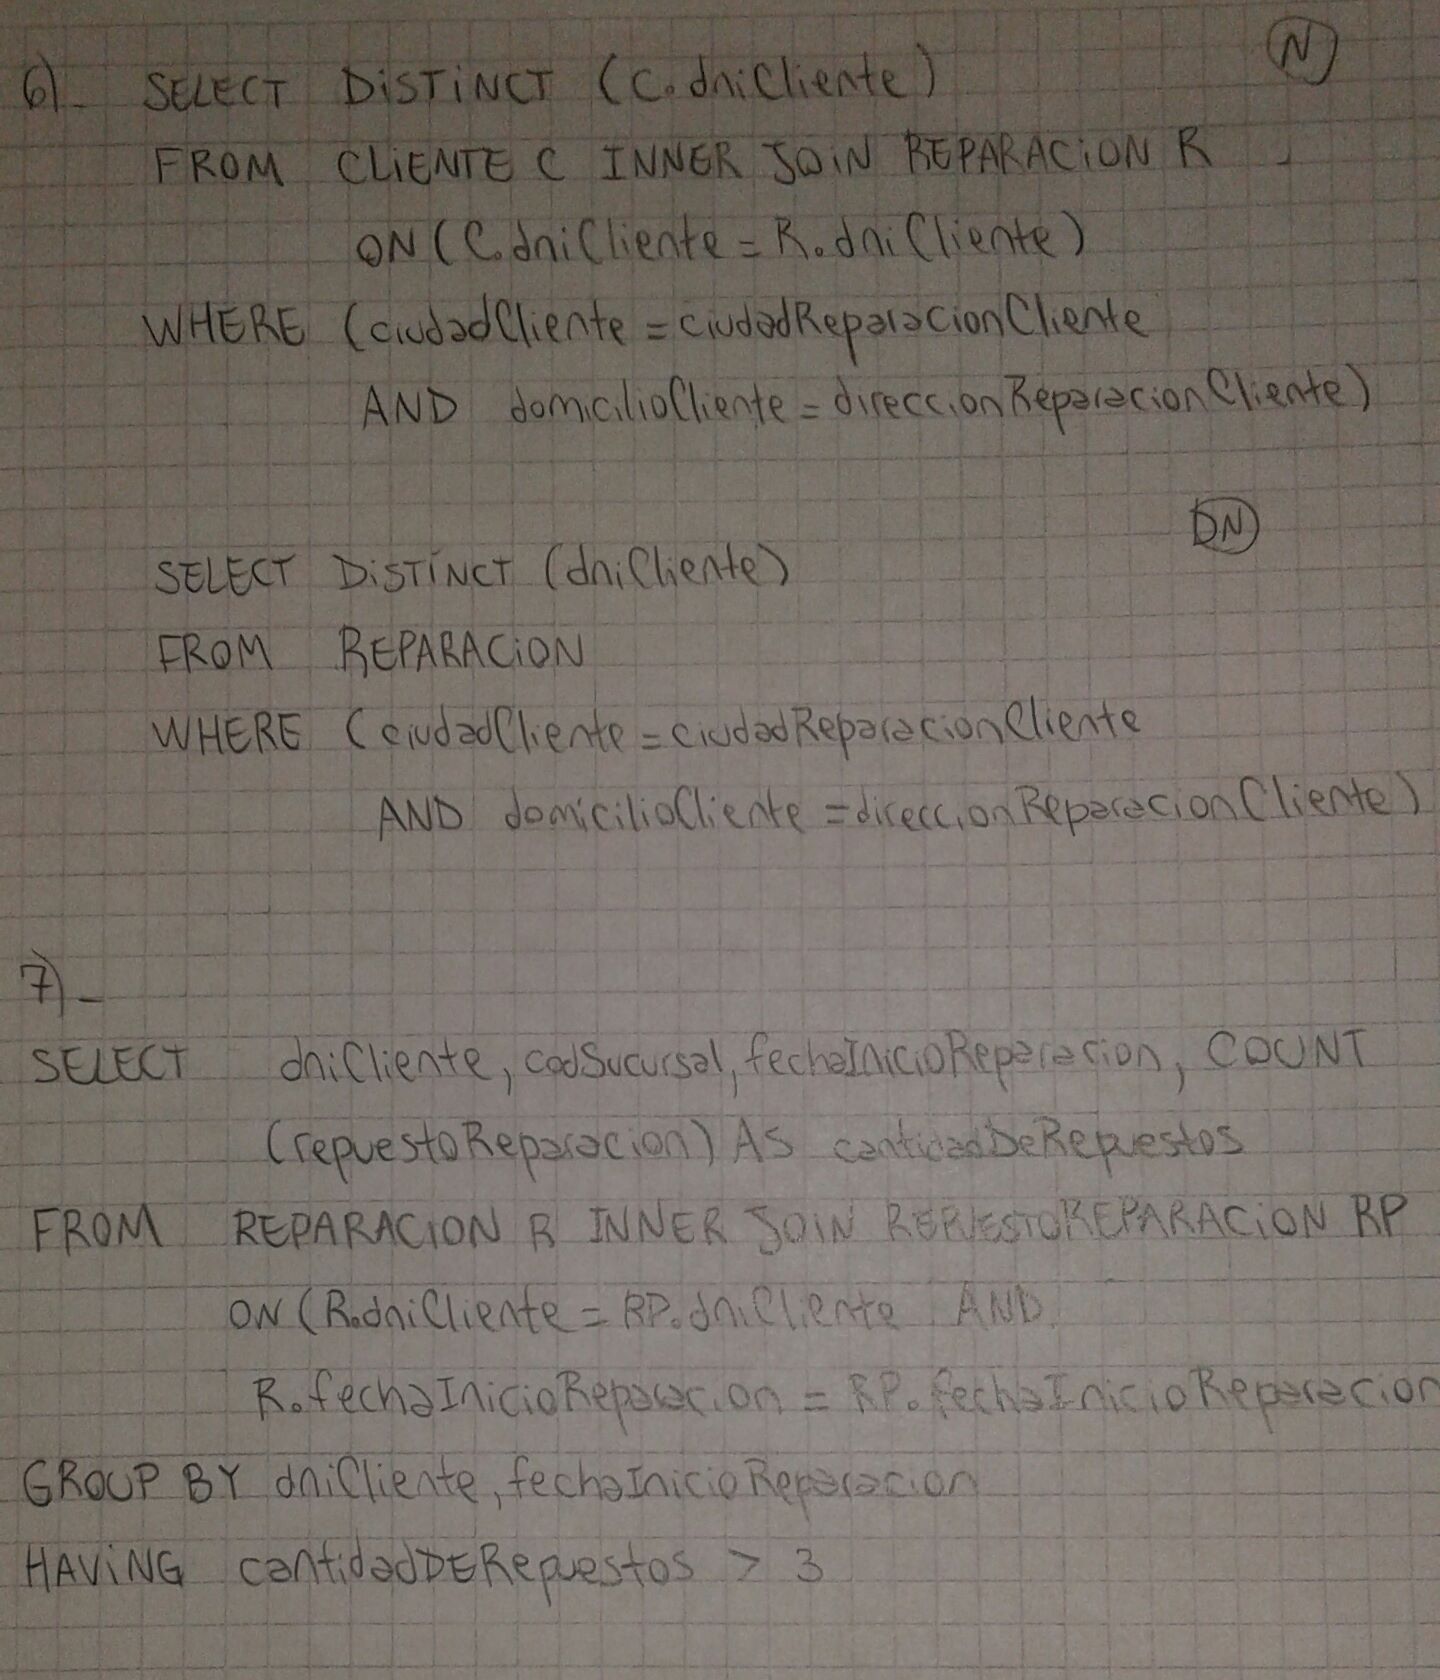 N
6)- SELECT DISTINCT (C.dniCliente)
FROM CLIENTE C INNER JOIN REPARACION R
ON (C.dniCliente = R.dniCliente)
WHERE (ciudadCliente = ciudadReparacionCliente
AND domicilioCliente = direccionReparacionCliente)
DN
SELECT DISTINCT (dniCliente)
FROM REPARACION
WHERE (ciudadCliente = ciudadReparacionCliente
AND domicilioCliente = direccionReparacionCliente)
7)-
SELECT dniCliente, codSucursal, fechaInicioReparacion, COUNT
(repuestoReparacion) AS cantidadDeRepuestos
FROM REPARACION R INNER JOIN REPUESTOREPARACION RP
ON (R.dniCliente = RP.dniCliente AND
R.fechaInicioReparacion = RP.fechaInicioReparacion
GROUP BY dniCliente, fechaInicioReparacion
HAVING cantidadDERepuestos > 3